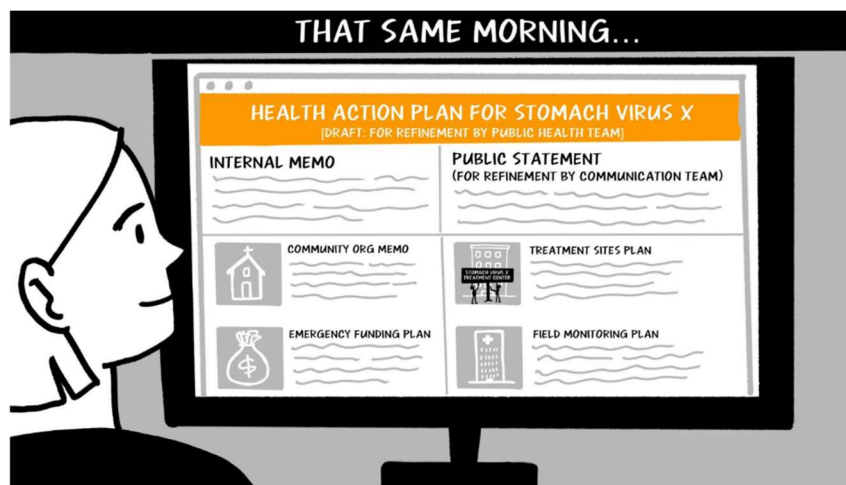 THAT SAME MORNING...
HEALTH ACTION PLAN FOR STOMACH VIRUS X
[DRAFT: FOR REFINEMENT BY PUBLIC HEALTH TEAM]
INTERNAL MEMO
PUBLIC STATEMENT
(FOR REFINEMENT BY COMMUNICATION TEAM)
COMMUNITY ORG MEMO
TREATMENT SITES PLAN
STOMACH VIRUS X
TREATMENT CENTER
EMERGENCY FUNDING PLAN
$
FIELD MONITORING PLAN